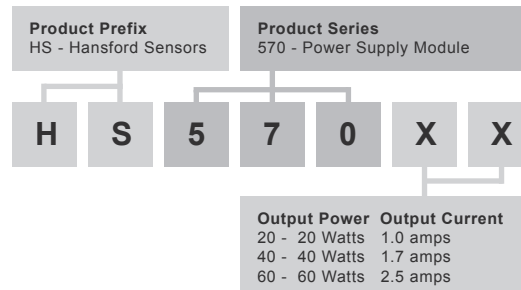 Product Prefix
HS - Hansford Sensors
Product Series
570 - Power Supply Module
H S 5 7 0 X X
Output Power Output Current
20 - 20 Watts 1.0 amps
40 - 40 Watts 1.7 amps
60 - 60 Watts 2.5 amps